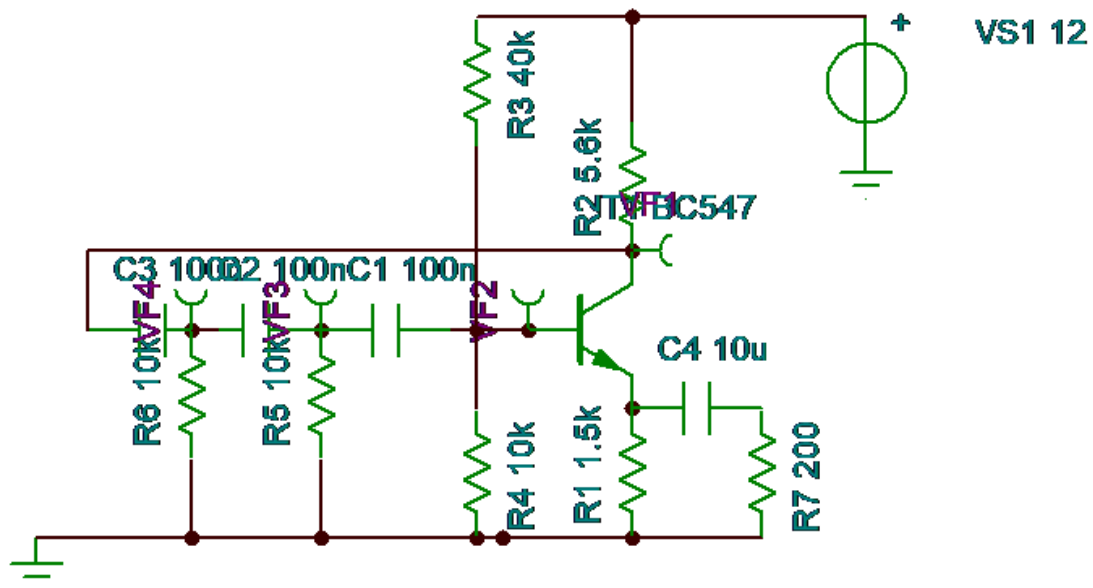 +
VS1 12
R3 40k
R2 5.6k
VF1
BC547
C3 100n
C2 100n
C1 100n
VF4
VF3
VF2
R6 10k
R5 10k
C4 10u
R4 10k
R1 1.5k
R7 200